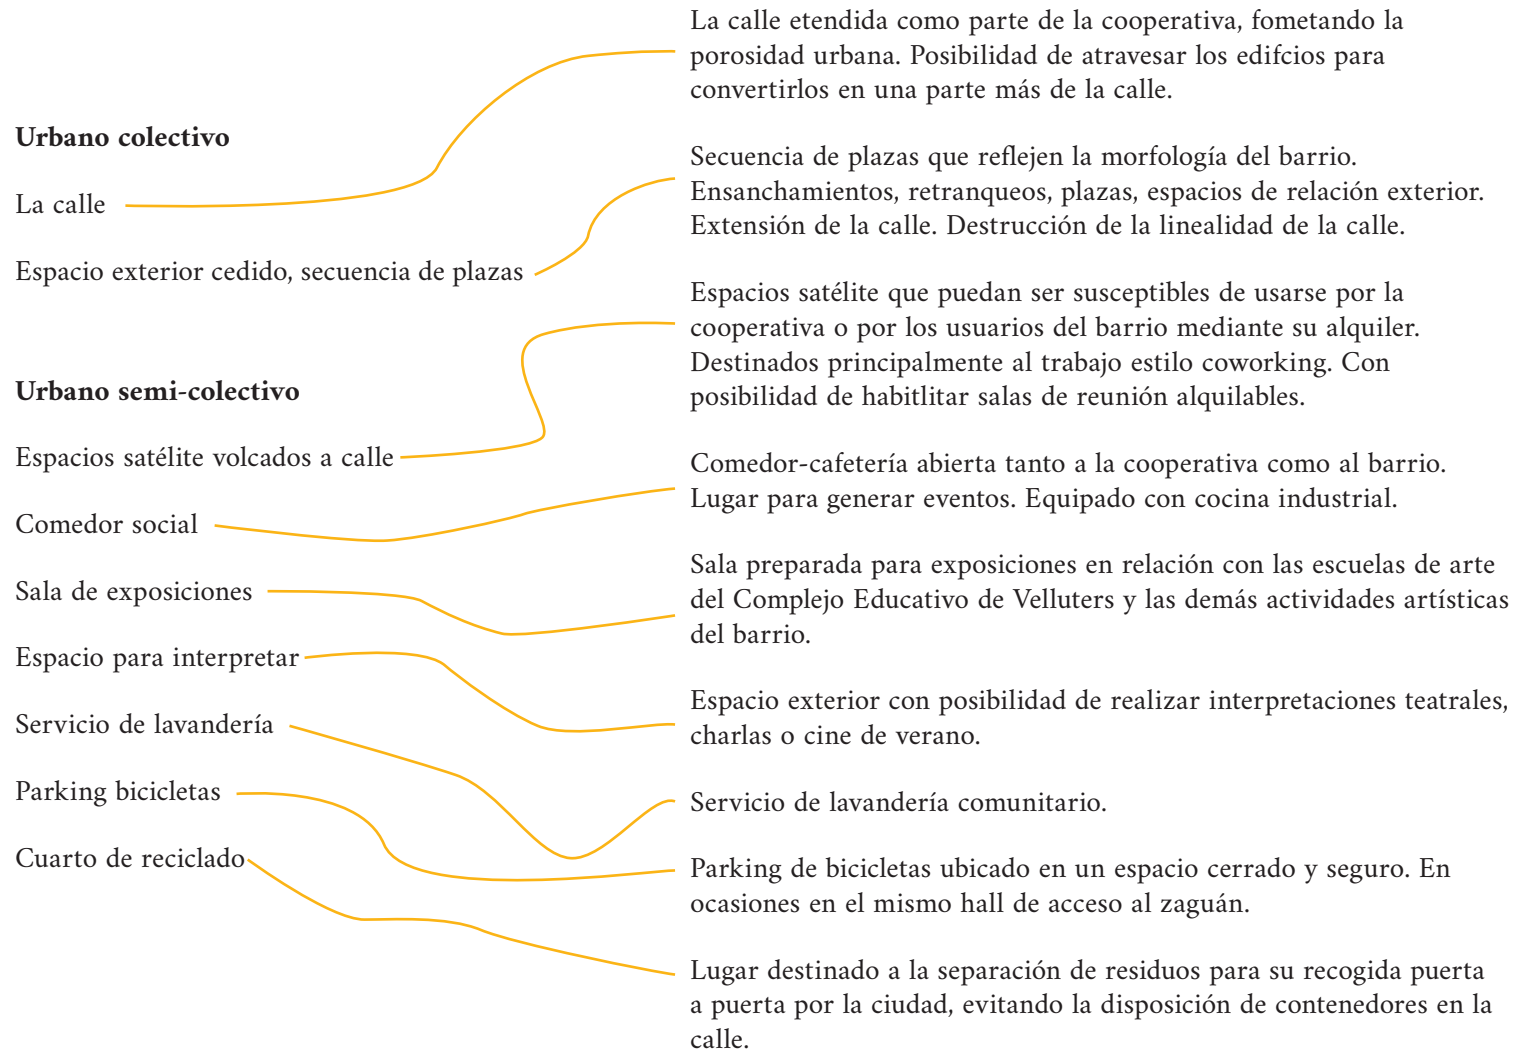 Urbano colectivo
La calle
Espacio exterior cedido, secuencia de plazas
Urbano semi-colectivo
Espacios satélite volcados a calle
Comedor social
Sala de exposiciones
Espacio para interpretar
Servicio de lavandería
Parking bicicletas
Cuarto de reciclado
La calle etendida como parte de la cooperativa, fometando la
porosidad urbana. Posibilidad de atravesar los edifcios para
convertirlos en una parte más de la calle.
Secuencia de plazas que reflejen la morfología del barrio.
Ensanchamientos, retranqueos, plazas, espacios de relación exterior.
Extensión de la calle. Destrucción de la linealidad de la calle.
Espacios satélite que puedan ser susceptibles de usarse por la
cooperativa o por los usuarios del barrio mediante su alquiler.
Destinados principalmente al trabajo estilo coworking. Con
posibilidad de habitlitar salas de reunión alquilables.
Comedor-cafetería abierta tanto a la cooperativa como al barrio.
Lugar para generar eventos. Equipado con cocina industrial.
Sala preparada para exposiciones en relación con las escuelas de arte
del Complejo Educativo de Velluters y las demás actividades artísticas
del barrio.
Espacio exterior con posibilidad de realizar interpretaciones teatrales,
charlas o cine de verano.
Servicio de lavandería comunitario.
Parking de bicicletas ubicado en un espacio cerrado y seguro. En
ocasiones en el mismo hall de acceso al zaguán.
Lugar destinado a la separación de residuos para su recogida puerta
a puerta por la ciudad, evitando la disposición de contenedores en la
calle.